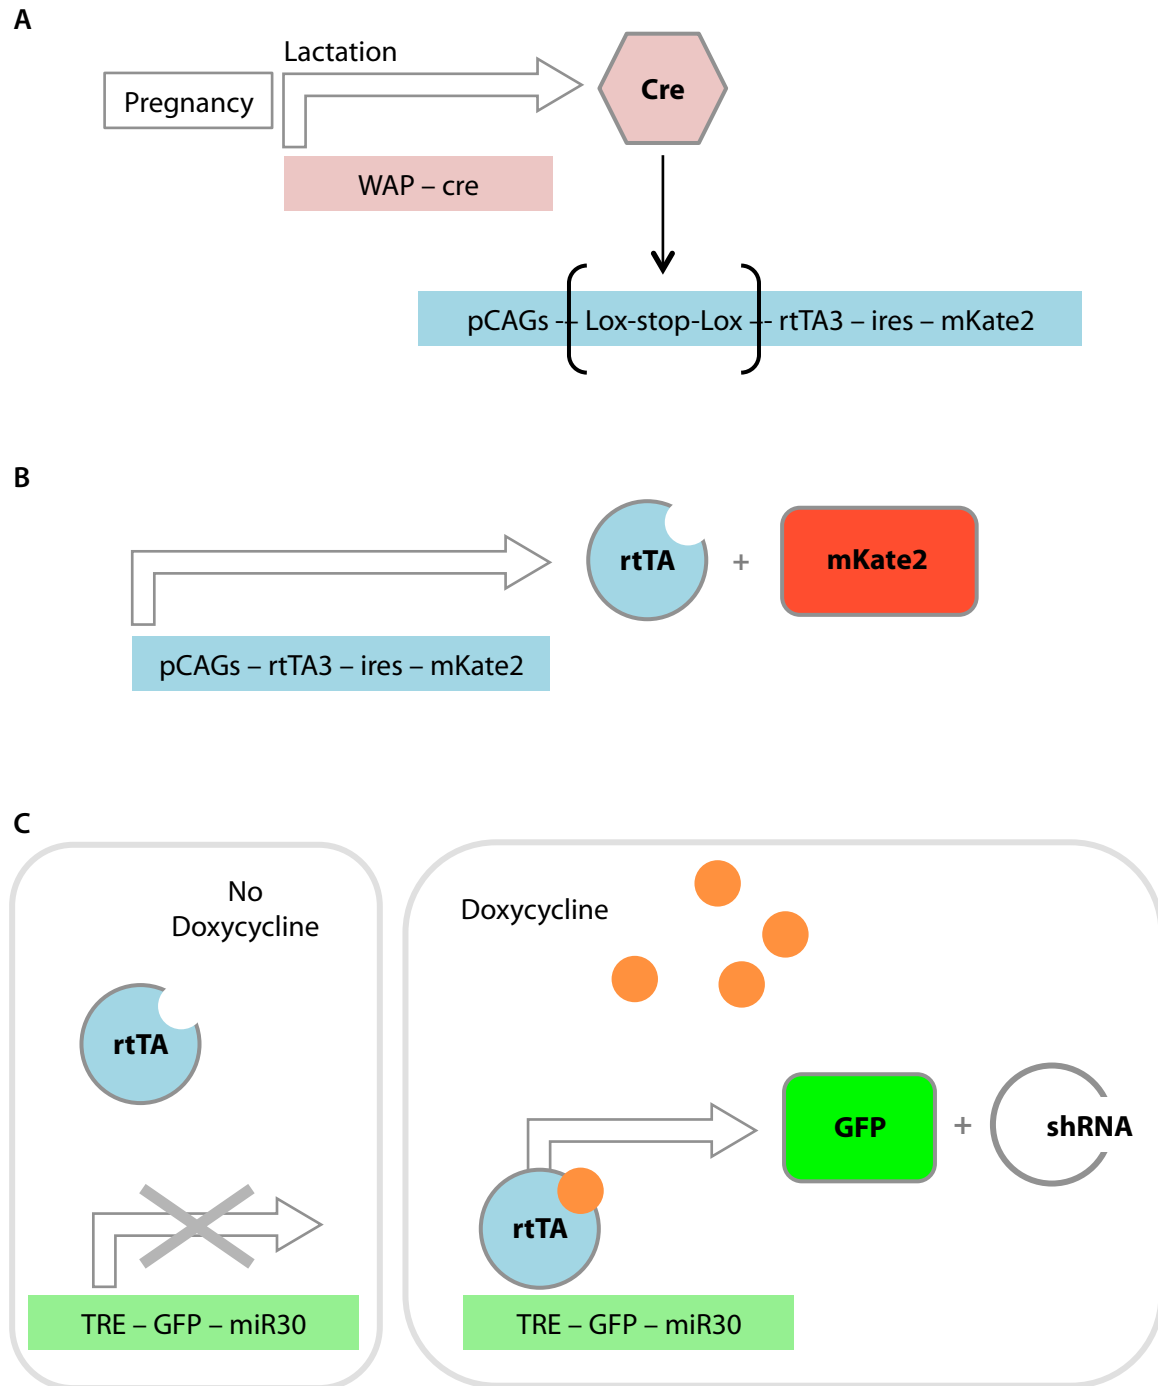 A
Lactation
Pregnancy
Cre
WAP – cre
pCAGs -- Lox-stop-Lox -- rtTA3 – ires – mKate2
B
rtTA + mKate2
pCAGs – rtTA3 – ires – mKate2
C
No
Doxycycline
rtTA
TRE – GFP – miR30
Doxycycline
GFP + shRNA
rtTA
TRE – GFP – miR30